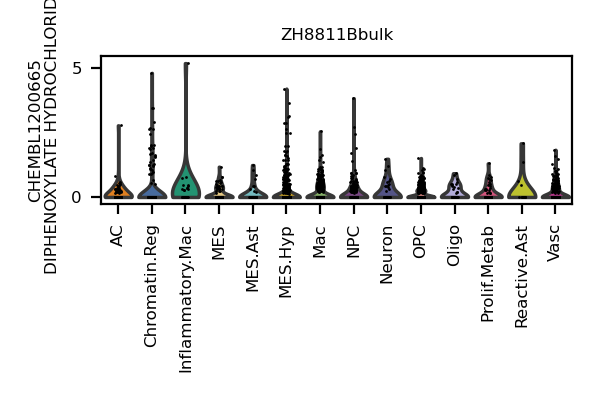 ZH8811Bbulk
CHEMBL1200665
DIPHENOXYLATE HYDROCHLORID
5
0
AC
Chromatin.Reg
Inflammatory.Mac
MES
MES.Ast
MES.Hyp
Mac
NPC
Neuron
OPC
Oligo
Prolif.Metab
Reactive.Ast
Vasc